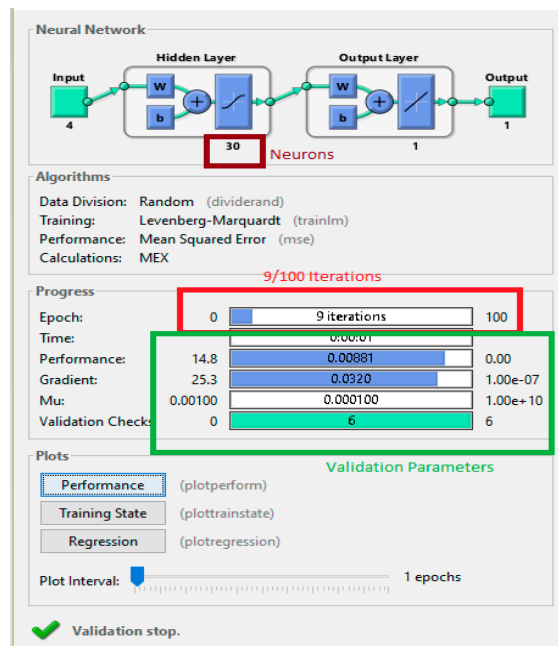 Neural Network
Hidden Layer
Output Layer
Input
W
b
+
W
b
+
Output
4
30
1
1
Neurons
Algorithms
Data Division: Random (dividerand)
Training: Levenberg-Marquardt (trainlm)
Performance: Mean Squared Error (mse)
Calculations: MEX
9/100 Iterations
Progress
Epoch: 0 9 iterations 100
Time: 0:00:01
Performance: 14.8 0.00881 0.00
Gradient: 25.3 0.0320 1.00e-07
Mu: 0.00100 0.000100 1.00e+10
Validation Checks 0 6 6
Plots
Validation Parameters
Performance (plotperform)
Training State (plottrainstate)
Regression (plotregression)
Plot Interval: 1 epochs
Validation stop.